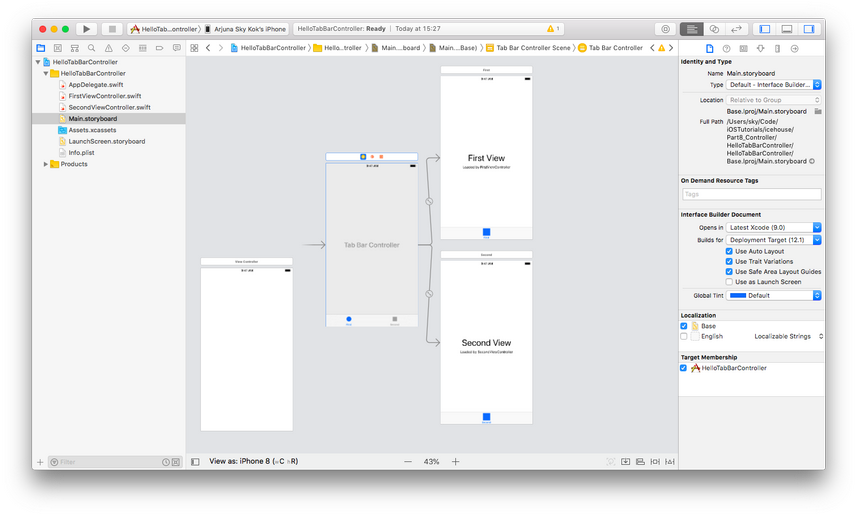 HelloTab...ontroller
Arjuna Sky Kok's iPhone
HelloTabBarController: Ready
Today at 15:27
1
HelloTabBarController
Hello...troller
Main....board
Main....Base)
Tab Bar Controller Scene
Tab Bar Controller
HelloTabBarController
HelloTabBarController
AppDelegate.swift
FirstViewController.swift
SecondViewController.swift
Main.storyboard
Assets.xcassets
LaunchScreen.storyboard
Info.plist
Products
Filter
View Controller
Tab Bar Controller
First
First View
Loaded by FirstViewController
Second
Second View
Loaded by SecondViewController
View as: iPhone 8 (wC hR)
43%
Identity and Type
Name Main.storyboard
Type Default - Interface Builder...
Location Relative to Group
Base.lproj/Main.storyboard
Full Path /Users/sky/Code/
iOSTutorials/icehouse/
Part8_Controller/
HelloTabBarController/
HelloTabBarController/
Base.lproj/Main.storyboard
On Demand Resource Tags
Tags
Interface Builder Document
Opens in Latest Xcode (9.0)
Builds for Deployment Target (12.1)
Use Auto Layout
Use Trait Variations
Use Safe Area Layout Guides
Use as Launch Screen
Global Tint Default
Localization
Base
English Localizable Strings
Target Membership
HelloTabBarController